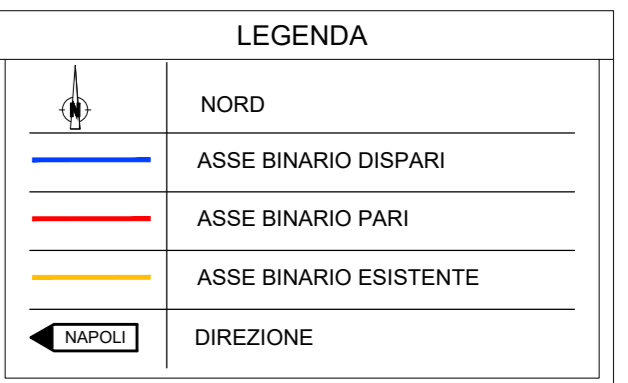 LEGENDA
N NORD
ASSE BINARIO DISPARI
ASSE BINARIO PARI
ASSE BINARIO ESISTENTE
NAPOLI DIREZIONE